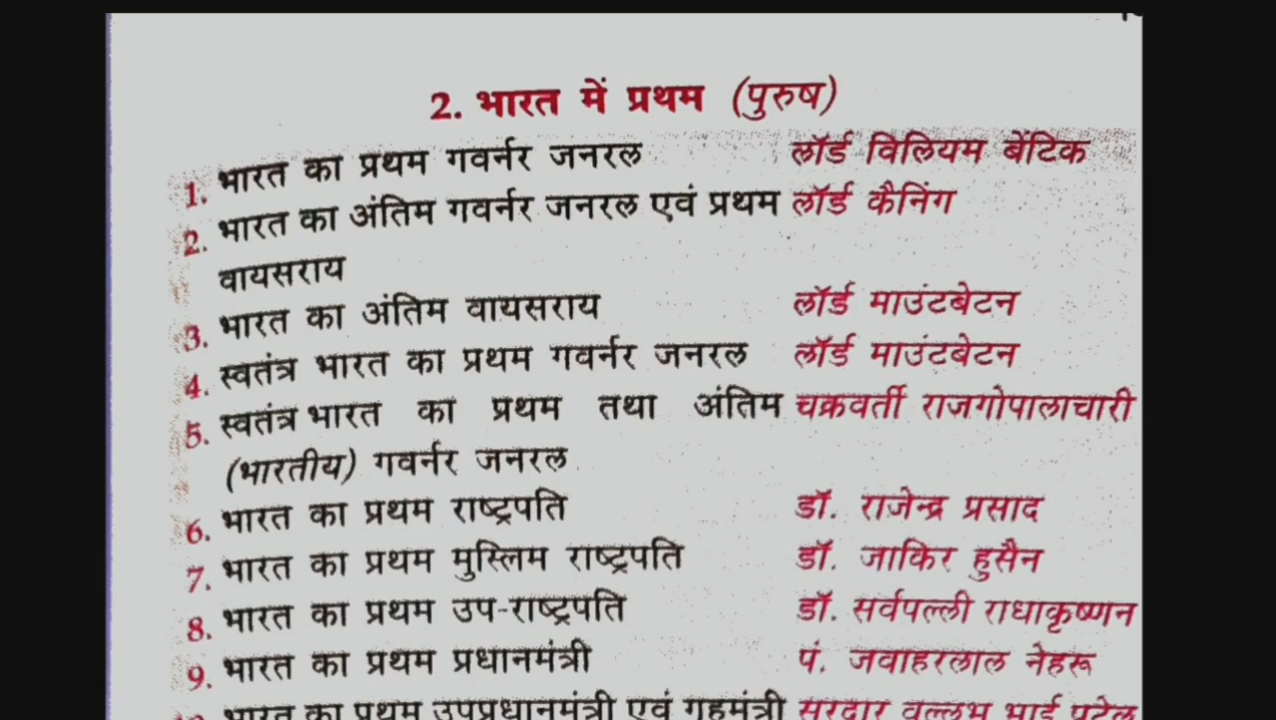 2. भारत में प्रथम (पुरुष)
1. भारत का प्रथम गवर्नर जनरल लॉर्ड विलियम बेंटिक
2. भारत का अंतिम गवर्नर जनरल एवं प्रथम लॉर्ड कैनिंग
वायसराय
3. भारत का अंतिम वायसराय लॉर्ड माउंटबेटन
4. स्वतंत्र भारत का प्रथम गवर्नर जनरल लॉर्ड माउंटबेटन
5. स्वतंत्र भारत का प्रथम तथा अंतिम चक्रवर्ती राजगोपालाचारी
(भारतीय) गवर्नर जनरल
6. भारत का प्रथम राष्ट्रपति डॉ. राजेन्द्र प्रसाद
7. भारत का प्रथम मुस्लिम राष्ट्रपति डॉ. जाकिर हुसैन
8. भारत का प्रथम उप-राष्ट्रपति डॉ. सर्वपल्ली राधाकृष्णन
9. भारत का प्रथम प्रधानमंत्री पं. जवाहरलाल नेहरू
भारत का प्रथम उपप्रधानमंत्री एवं गृहमंत्री सरदार वल्लभ भाई पटेल